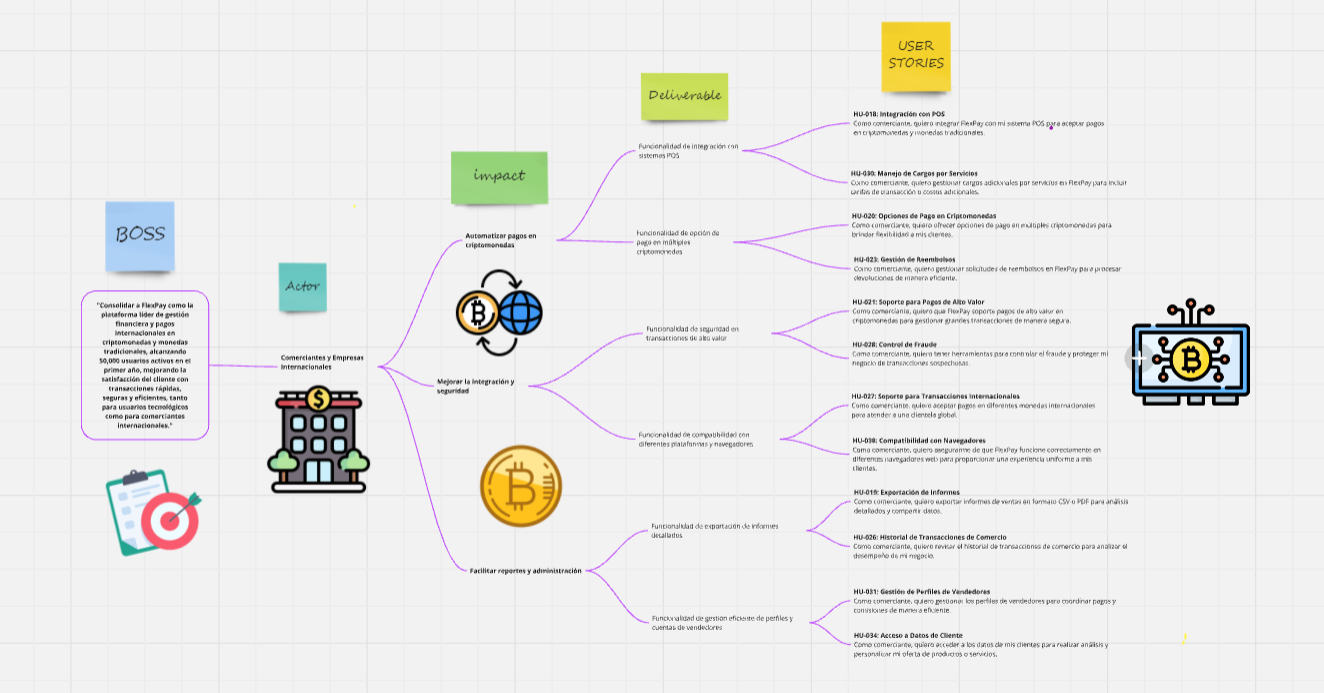 BOSS
"Consolidar a FlexPay como la
plataforma líder de gestión
financiera y pagos
internacionales en
criptomonedas y monedas
tradicionales, alcanzando
50,000 usuarios activos en el
primer año, mejorando la
satisfacción del cliente con
transacciones rápidas,
seguras y eficientes, tanto
para usuarios tecnológicos
como para comerciantes
internacionales."
Actor
Comerciantes y Empresas
Internacionales
impact
Automatizar pagos en
criptomonedas
Mejorar la integración y
seguridad
Facilitar reportes y administración
Deliverable
Funcionalidad de integración con
sistemas POS
Funcionalidad de opción de
pago en múltiples
criptomonedas
Funcionalidad de seguridad en
transacciones de alto valor
Funcionalidad de compatibilidad con
diferentes plataformas y navegadores
Funcionalidad de exportación de informes
detallados
Funcionalidad de gestión eficiente de perfiles y
cuentas de vendedores
USER
STORIES
HU-018: Integración con POS
Como comerciante, quiero integrar FlexPay con mi sistema POS para aceptar pagos
en criptomonedas y monedas tradicionales.
HU-030: Manejo de Cargos por Servicios
Como comerciante, quiero gestionar cargos adicionales por servicios en FlexPay para incluir
tarifas de transacción o costos adicionales.
HU-020: Opciones de Pago en Criptomonedas
Como comerciante, quiero ofrecer opciones de pago en múltiples criptomonedas para
brindar flexibilidad a mis clientes.
HU-023: Gestión de Reembolsos
Como comerciante, quiero gestionar solicitudes de reembolsos en FlexPay para procesar
devoluciones de manera eficiente.
HU-021: Soporte para Pagos de Alto Valor
Como comerciante, quiero que FlexPay soporte pagos de alto valor en
criptomonedas para gestionar grandes transacciones de manera segura.
HU-028: Control de Fraude
Como comerciante, quiero tener herramientas para controlar el fraude y proteger mi
negocio de transacciones sospechosas.
HU-027: Soporte para Transacciones Internacionales
Como comerciante, quiero aceptar pagos en diferentes monedas internacionales
para atender a una clientela global.
HU-038: Compatibilidad con Navegadores
Como comerciante, quiero asegurarme de que FlexPay funcione correctamente en
diferentes navegadores web para proporcionar una experiencia uniforme a mis
clientes.
HU-019: Exportación de Informes
Como comerciante, quiero exportar informes de ventas en formato CSV o PDF para análisis
detallados y compartir datos.
HU-026: Historial de Transacciones de Comercio
Como comerciante, quiero revisar el historial de transacciones de comercio para analizar el
desempeño de mi negocio.
HU-031: Gestión de Perfiles de Vendedores
Como comerciante, quiero gestionar los perfiles de vendedores para coordinar pagos y
comisiones de manera eficiente.
HU-034: Acceso a Datos de Cliente
Como comerciante, quiero acceder a los datos de mis clientes para realizar análisis y
personalizar mi oferta de productos o servicios.